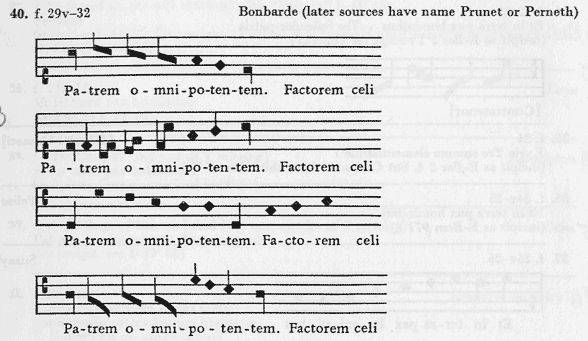 40. f. 29v–32 Bonbarde (later sources have name Prunet or Perneth)
Pa-trem o - mni-po-ten-tem. Factorem celi
Pa - trem o - mni-po-ten-tem. Factorem celi
Pa-trem o-mni-po-ten-tem. Fa-cto-rem celi
Pa-trem o - mni - po - ten-tem. Factorem celi